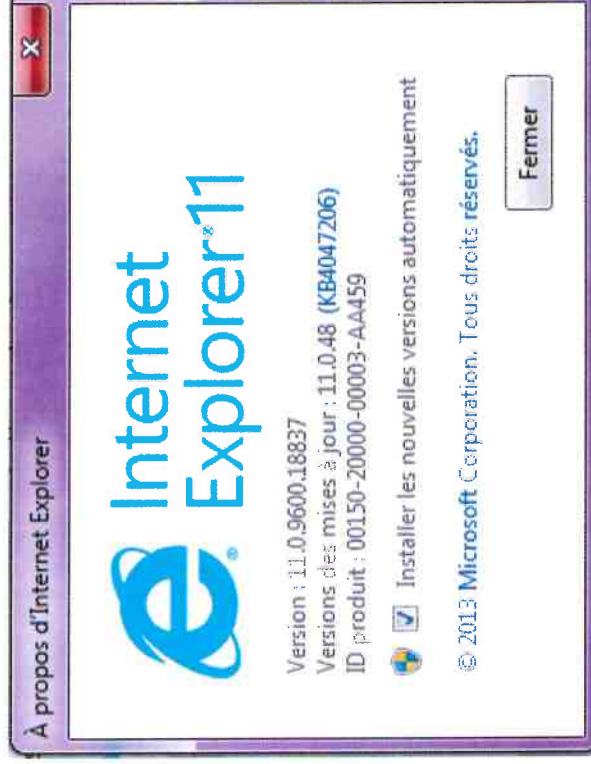 À propos d'Internet Explorer
x
Internet
Explorer®11
Version : 11.0.9600.18837
Versions des mises à jour : 11.0.48 (KB4047206)
ID produit : 00150-20000-00003-AA459
Installer les nouvelles versions automatiquement
© 2013 Microsoft Corporation. Tous droits réservés.
Fermer